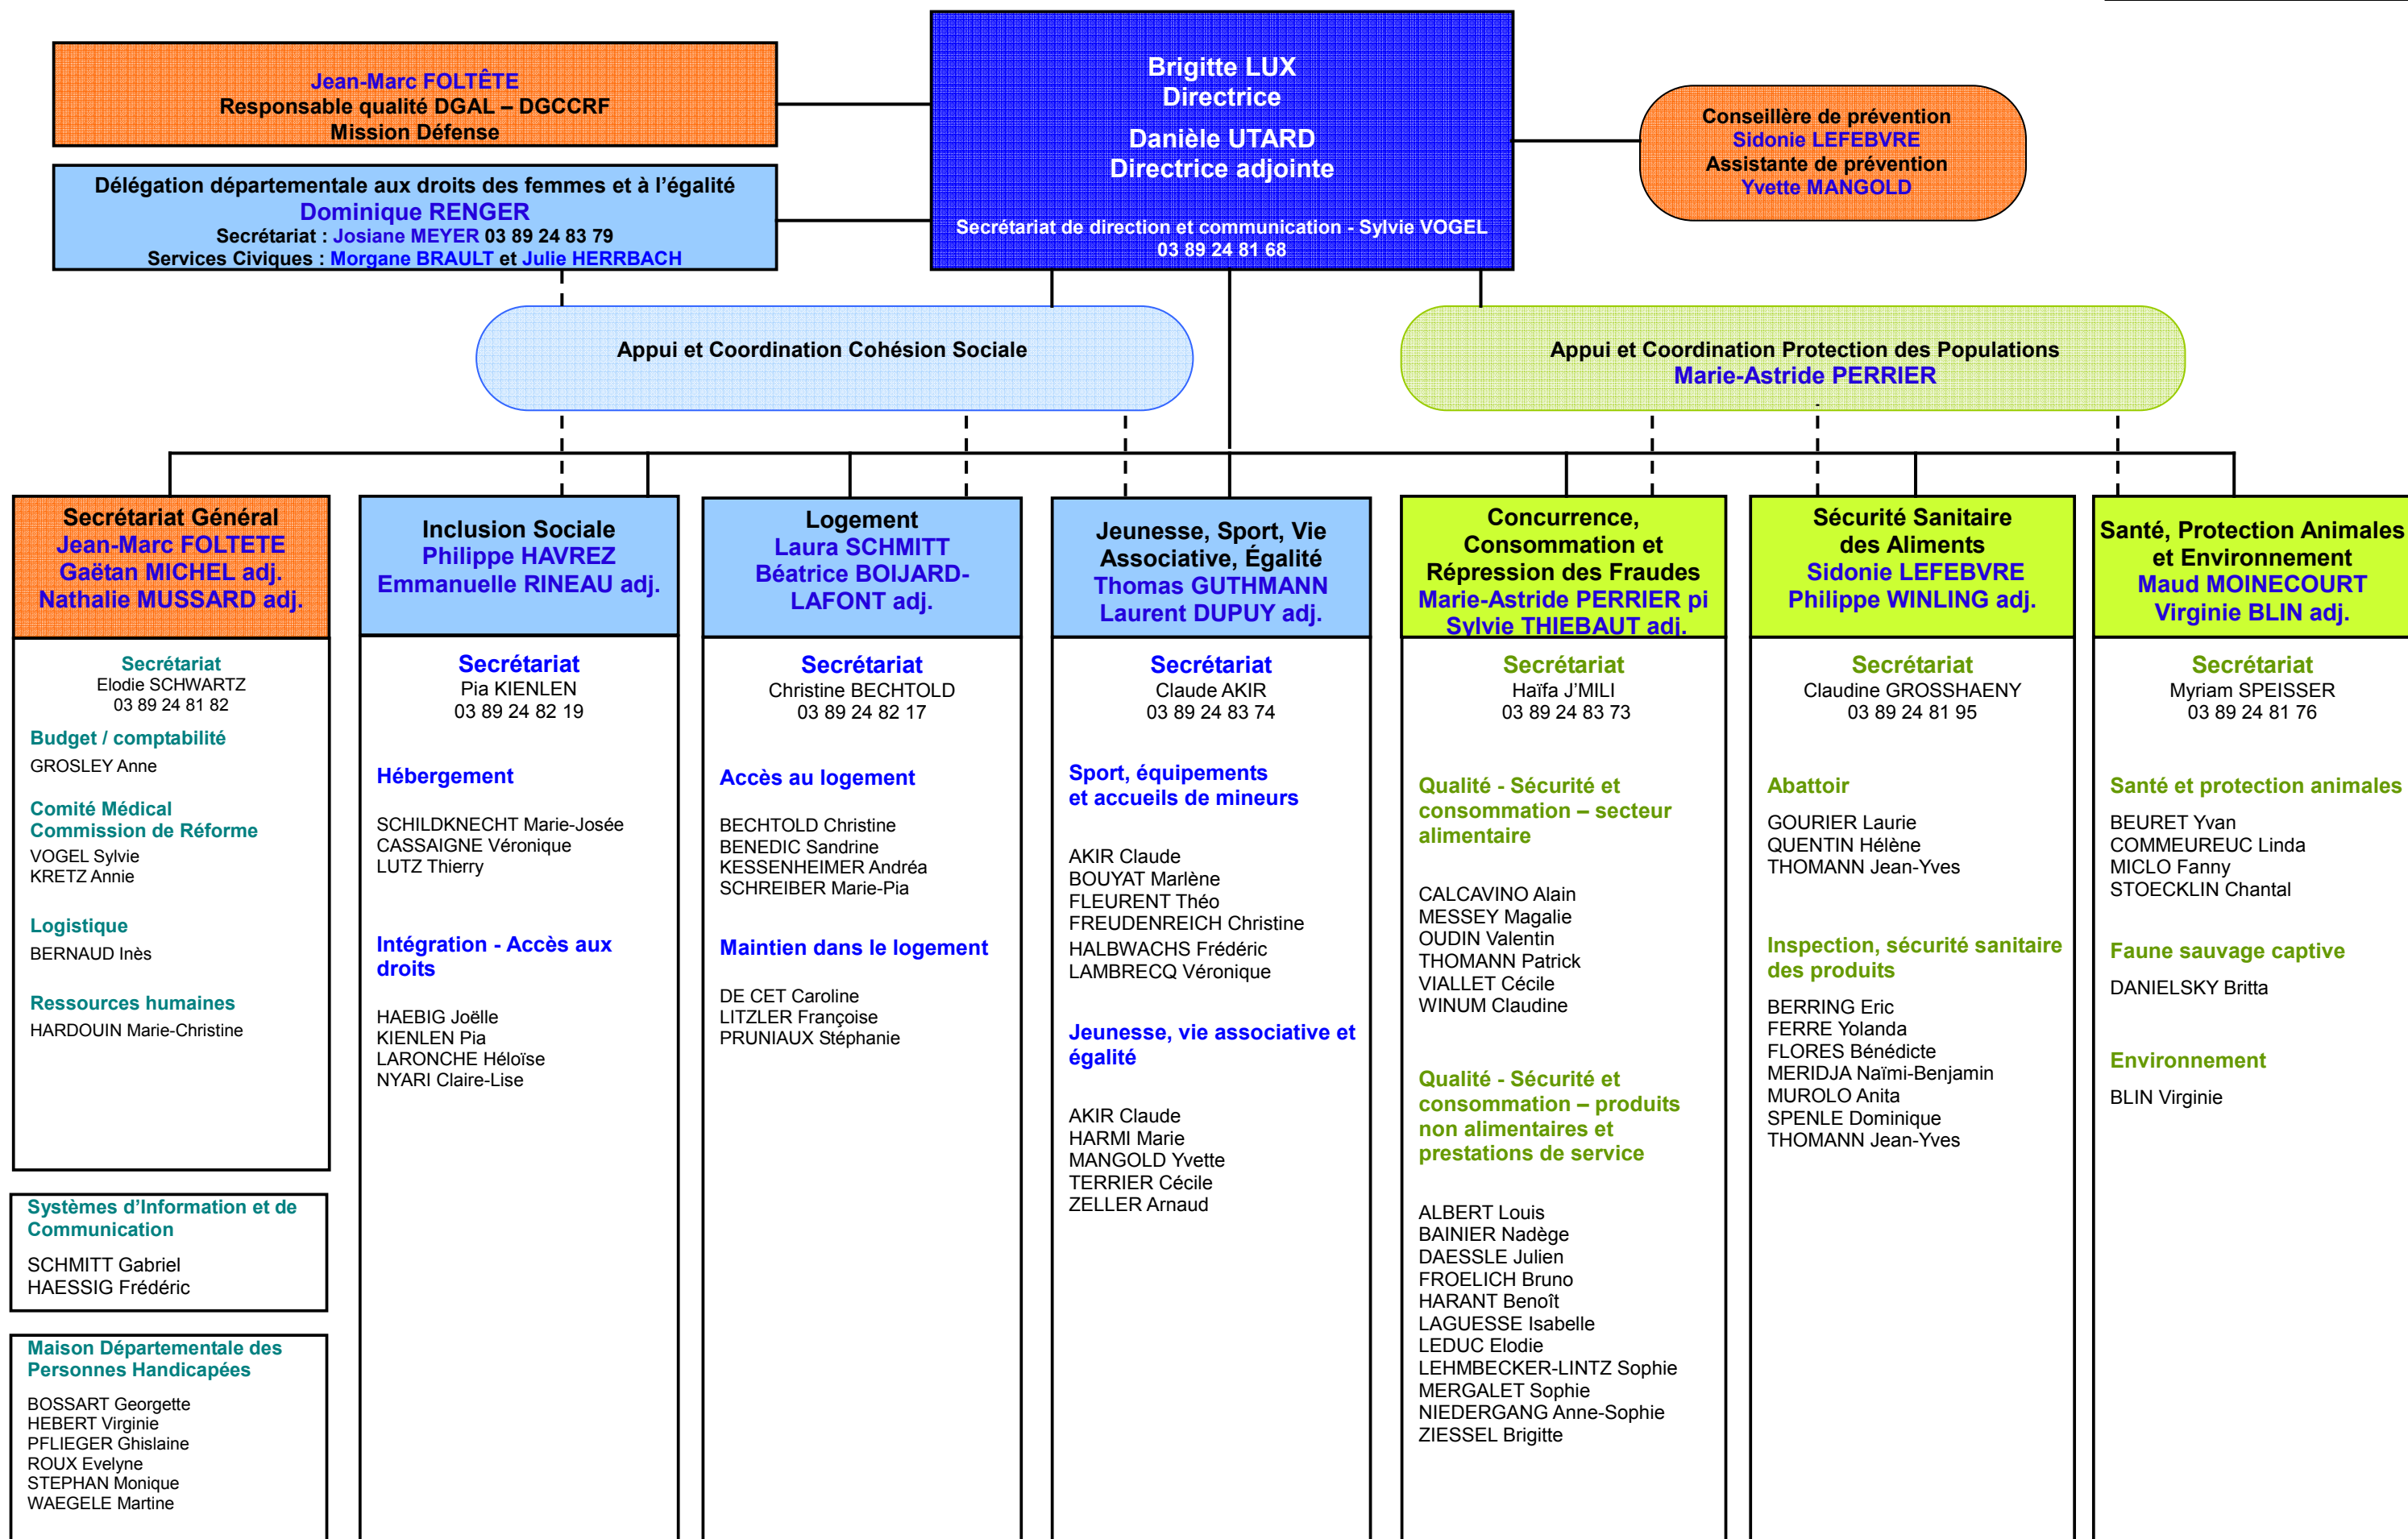 Jean-Marc FOLTÊTE
Responsable qualité DGAL – DGCCRF
Mission Défense
Délégation départementale aux droits des femmes et à l’égalité
Dominique RENGER
Secrétariat : Josiane MEYER 03 89 24 83 79
Services Civiques : Morgane BRAULT et Julie HERRBACH
Brigitte LUX
Directrice
Danièle UTARD
Directrice adjointe
Secrétariat de direction et communication - Sylvie VOGEL
03 89 24 81 68
Conseillère de prévention
Sidonie LEFEBVRE
Assistante de prévention
Yvette MANGOLD
Appui et Coordination Cohésion Sociale
Appui et Coordination Protection des Populations
Marie-Astride PERRIER
Secrétariat Général
Jean-Marc FOLTETE
Gaëtan MICHEL adj.
Nathalie MUSSARD adj.
Secrétariat
Elodie SCHWARTZ
03 89 24 81 82
Budget / comptabilité
GROSLEY Anne
Comité Médical
Commission de Réforme
VOGEL Sylvie
KRETZ Annie
Logistique
BERNAUD Inès
Ressources humaines
HARDOUIN Marie-Christine
Systèmes d’Information et de
Communication
SCHMITT Gabriel
HAESSIG Frédéric
Maison Départementale des
Personnes Handicapées
BOSSART Georgette
HEBERT Virginie
PFLIEGER Ghislaine
ROUX Evelyne
STEPHAN Monique
WAEGELE Martine
Inclusion Sociale
Philippe HAVREZ
Emmanuelle RINEAU adj.
Secrétariat
Pia KIENLEN
03 89 24 82 19
Hébergement
SCHILDKNECHT Marie-Josée
CASSAIGNE Véronique
LUTZ Thierry
Intégration - Accès aux
droits
HAEBIG Joëlle
KIENLEN Pia
LARONCHE Héloïse
NYARI Claire-Lise
Logement
Laura SCHMITT
Béatrice BOIJARD-
LAFONT adj.
Secrétariat
Christine BECHTOLD
03 89 24 82 17
Accès au logement
BECHTOLD Christine
BENEDIC Sandrine
KESSENHEIMER Andréa
SCHREIBER Marie-Pia
Maintien dans le logement
DE CET Caroline
LITZLER Françoise
PRUNIAUX Stéphanie
Jeunesse, Sport, Vie
Associative, Égalité
Thomas GUTHMANN
Laurent DUPUY adj.
Secrétariat
Claude AKIR
03 89 24 83 74
Sport, équipements
et accueils de mineurs
AKIR Claude
BOUYAT Marlène
FLEURENT Théo
FREUDENREICH Christine
HALBWACHS Frédéric
LAMBRECQ Véronique
Jeunesse, vie associative et
égalité
AKIR Claude
HARMI Marie
MANGOLD Yvette
TERRIER Cécile
ZELLER Arnaud
Concurrence,
Consommation et
Répression des Fraudes
Marie-Astride PERRIER pi
Sylvie THIEBAUT adj.
Secrétariat
Haïfa J’MILI
03 89 24 83 73
Qualité - Sécurité et
consommation – secteur
alimentaire
CALCAVINO Alain
MESSEY Magalie
OUDIN Valentin
THOMANN Patrick
VIALLET Cécile
WINUM Claudine
Qualité - Sécurité et
consommation – produits
non alimentaires et
prestations de service
ALBERT Louis
BAINIER Nadège
DAESSLE Julien
FROELICH Bruno
HARANT Benoît
LAGUESSE Isabelle
LEDUC Elodie
LEHMBECKER-LINTZ Sophie
MERGALET Sophie
NIEDERGANG Anne-Sophie
ZIESSEL Brigitte
Sécurité Sanitaire
des Aliments
Sidonie LEFEBVRE
Philippe WINLING adj.
Secrétariat
Claudine GROSSHAENY
03 89 24 81 95
Abattoir
GOURIER Laurie
QUENTIN Hélène
THOMANN Jean-Yves
Inspection, sécurité sanitaire
des produits
BERRING Eric
FERRE Yolanda
FLORES Bénédicte
MERIDJA Naïmi-Benjamin
MUROLO Anita
SPENLE Dominique
THOMANN Jean-Yves
Santé, Protection Animales
et Environnement
Maud MOINECOURT
Virginie BLIN adj.
Secrétariat
Myriam SPEISSER
03 89 24 81 76
Santé et protection animales
BEURET Yvan
COMMEUREUC Linda
MICLO Fanny
STOECKLIN Chantal
Faune sauvage captive
DANIELSKY Britta
Environnement
BLIN Virginie